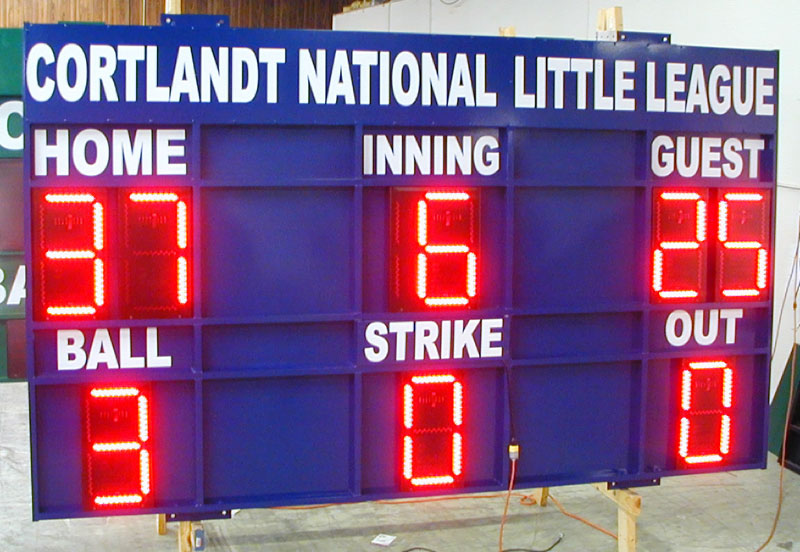 CORTLANDT NATIONAL LITTLE LEAGUE
HOME INNING GUEST
37 6 25
BALL STRIKE OUT
3 0 0